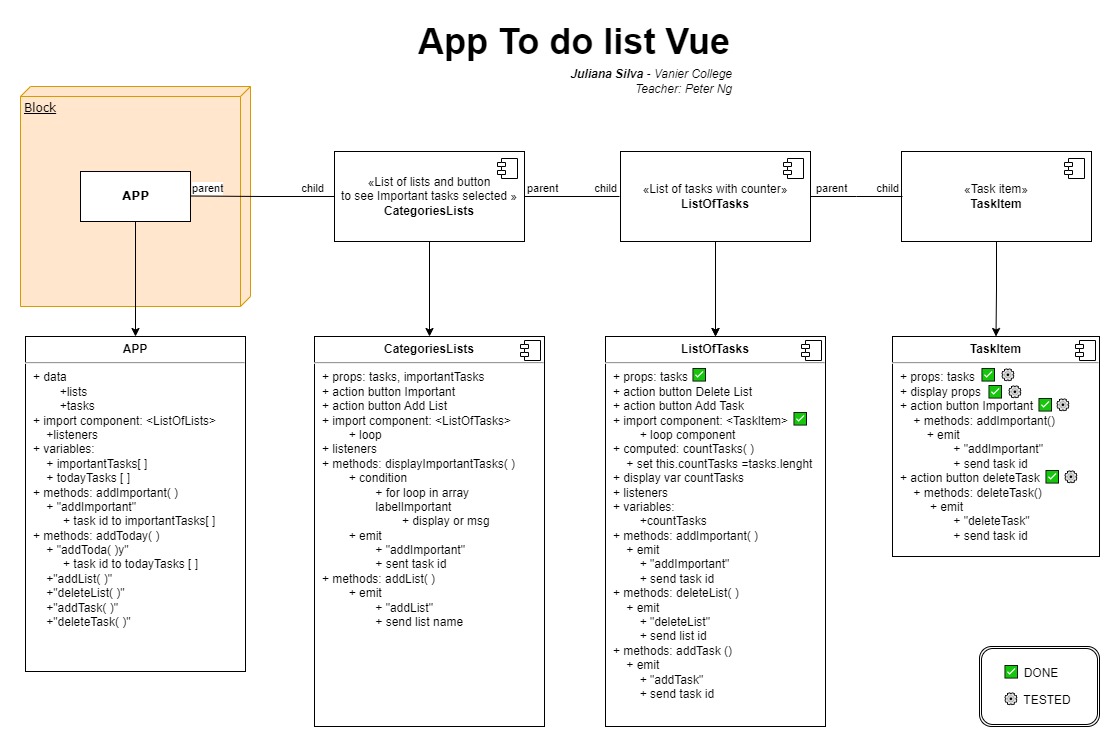 App To do list Vue
Juliana Silva - Vanier College
Teacher: Peter Ng
Block
APP
parent
child
«List of lists and button
to see Important tasks selected »
CategoriesLists
parent
child
«List of tasks with counter»
ListOfTasks
parent
child
«Task item»
TaskItem
APP
+ data
+lists
+tasks
+ import component: <ListOfLists>
+listeners
+ variables:
+ importantTasks[ ]
+ todayTasks [ ]
+ methods: addImportant( )
+ "addImportant"
+ task id to importantTasks[ ]
+ methods: addToday( )
+ "addToda( )y"
+ task id to todayTasks [ ]
+"addList( )"
+"deleteList( )"
+"addTask( )"
+"deleteTask( )"
CategoriesLists
+ props: tasks, importantTasks
+ action button Important
+ action button Add List
+ import component: <ListOfTasks>
+ loop
+ listeners
+ methods: displayImportantTasks( )
+ condition
+ for loop in array
labelImportant
+ display or msg
+ emit
+ "addImportant"
+ sent task id
+ methods: addList( )
+ emit
+ "addList"
+ send list name
ListOfTasks
+ props: tasks
+ action button Delete List
+ action button Add Task
+ import component: <TaskItem>
+ loop component
+ computed: countTasks( )
+ set this.countTasks =tasks.lenght
+ display var countTasks
+ listeners
+ variables:
+countTasks
+ methods: addImportant( )
+ emit
+ "addImportant"
+ send task id
+ methods: deleteList( )
+ emit
+ "deleteList"
+ send list id
+ methods: addTask ()
+ emit
+ "addTask"
+ send task id
TaskItem
+ props: tasks
+ display props
+ action button Important
+ methods: addImportant()
+ emit
+ "addImportant"
+ send task id
+ action button deleteTask
+ methods: deleteTask()
+ emit
+ "deleteTask"
+ send task id
DONE
TESTED